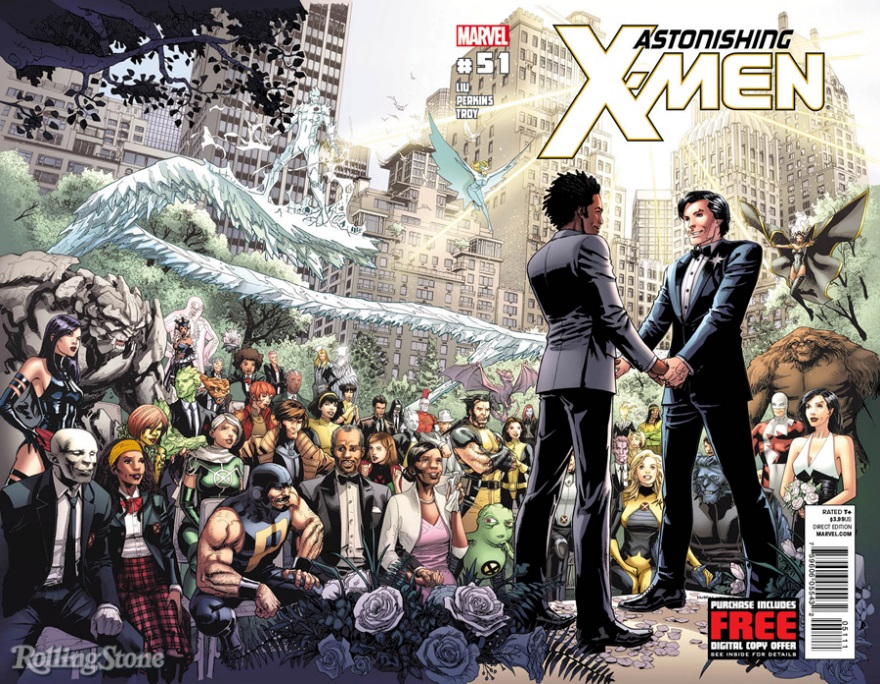 MARVEL
#51
LIU
PERKINS
TROY
ASTONISHING
X-MEN
RATED T+
$3.99US
DIRECT EDITION
MARVEL.COM
05111
PURCHASE INCLUDES
FREE
DIGITAL COPY OFFER
SEE INSIDE FOR DETAILS
RollingStone